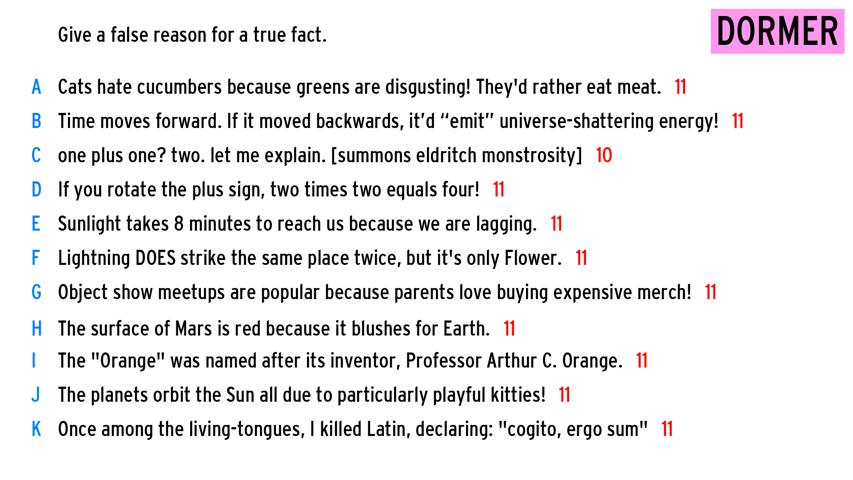 Give a false reason for a true fact.
DORMER
A Cats hate cucumbers because greens are disgusting! They'd rather eat meat. 11
B Time moves forward. If it moved backwards, it’d “emit” universe-shattering energy! 11
C one plus one? two. let me explain. [summons eldritch monstrosity] 10
D If you rotate the plus sign, two times two equals four! 11
E Sunlight takes 8 minutes to reach us because we are lagging. 11
F Lightning DOES strike the same place twice, but it's only Flower. 11
G Object show meetups are popular because parents love buying expensive merch! 11
H The surface of Mars is red because it blushes for Earth. 11
I The "Orange" was named after its inventor, Professor Arthur C. Orange. 11
J The planets orbit the Sun all due to particularly playful kitties! 11
K Once among the living-tongues, I killed Latin, declaring: "cogito, ergo sum" 11